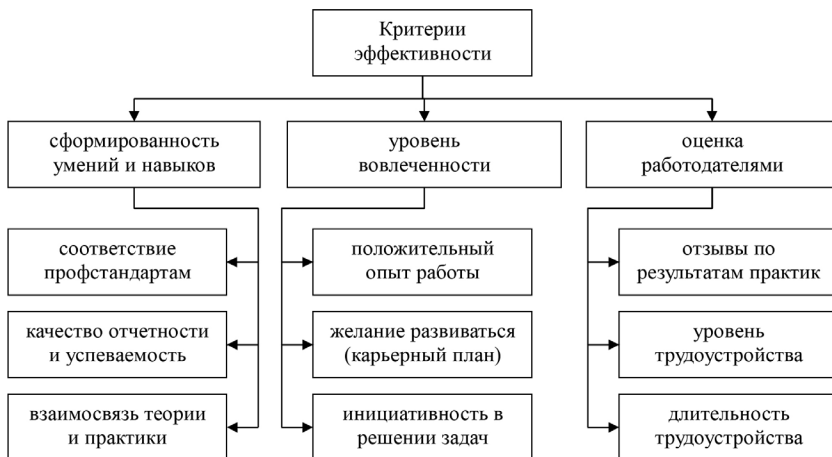 Критерии
эффективности
сформированность
умений и навыков
уровень
вовлеченности
оценка
работодателями
соответствие
профстандартам
положительный
опыт работы
отзывы по
результатам практик
качество отчетности
и успеваемость
желание развиваться
(карьерный план)
уровень
трудоустройства
взаимосвязь теории
и практики
инициативность в
решении задач
длительность
трудоустройства